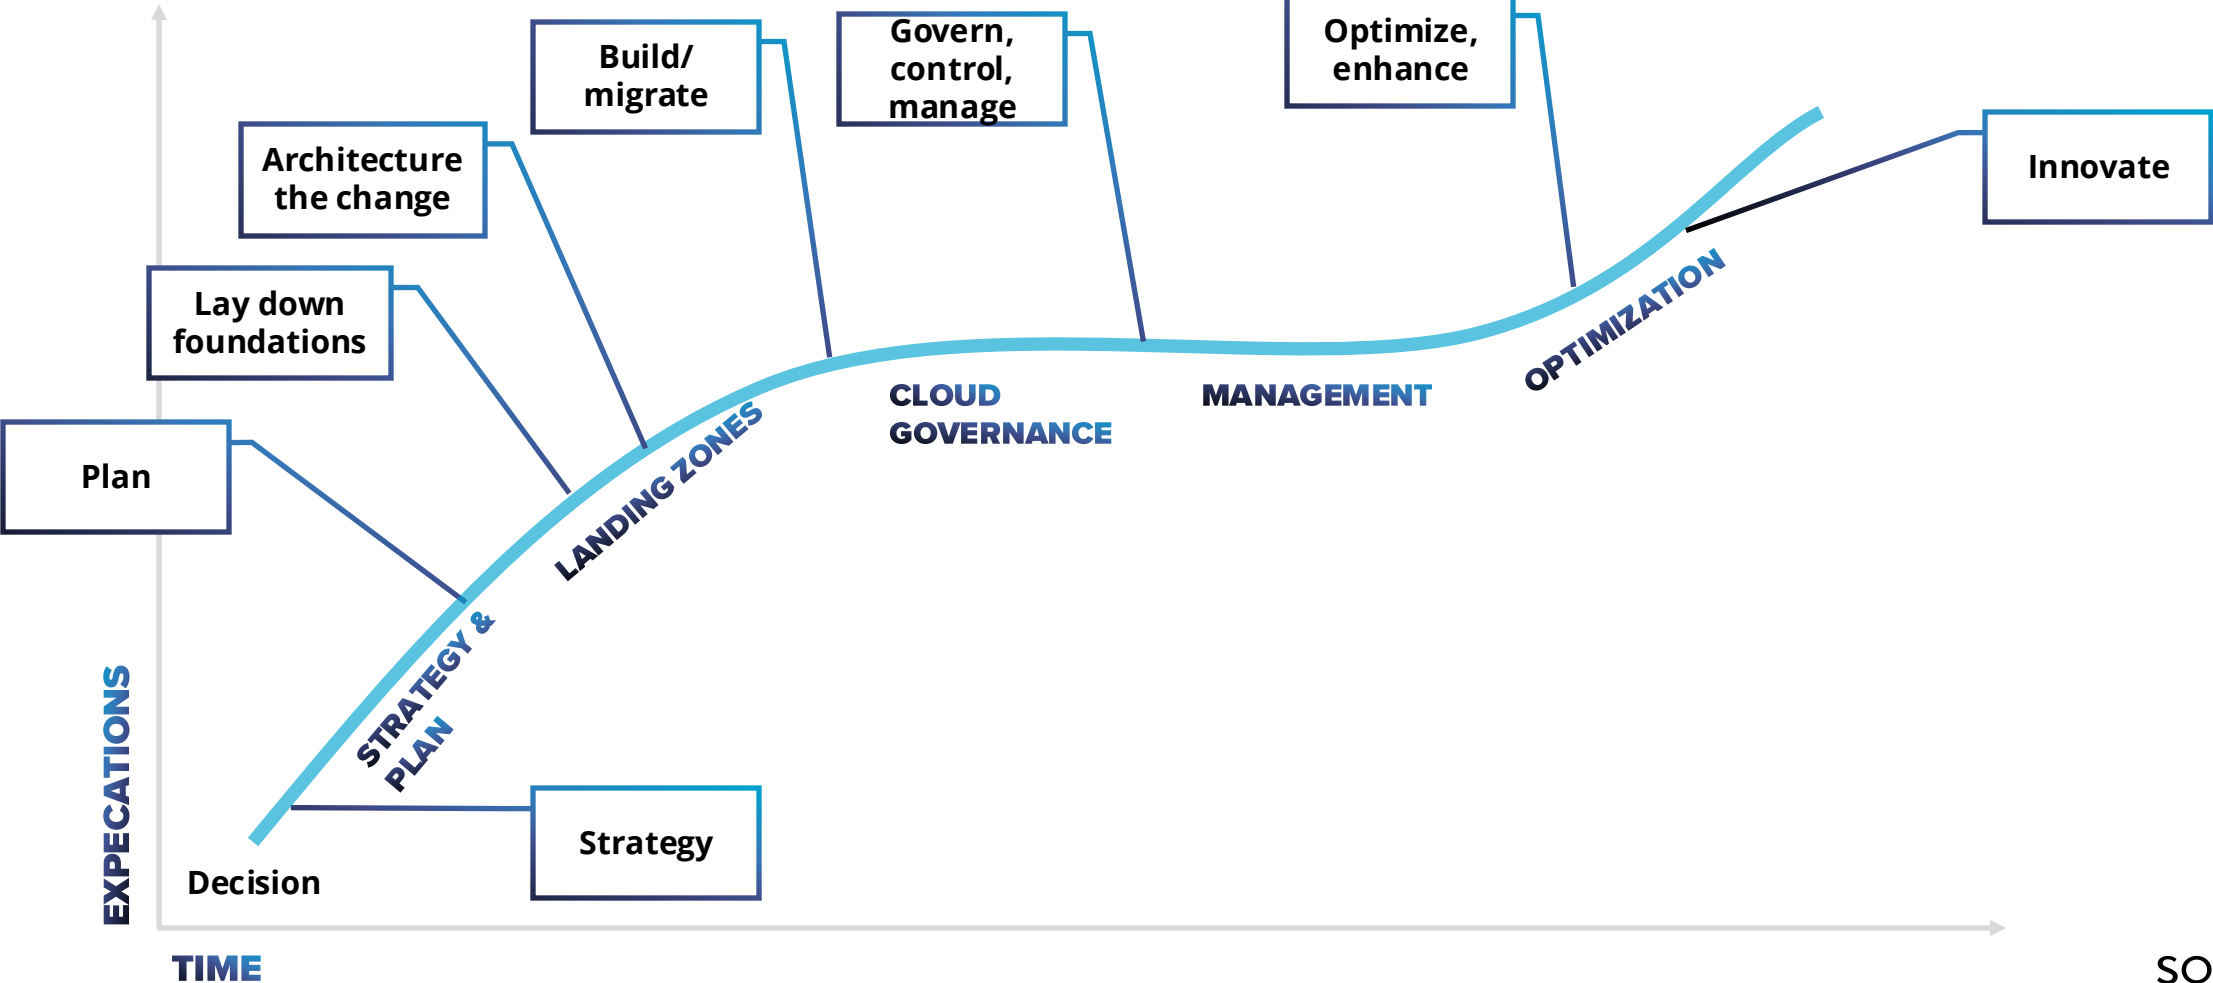 Build/
migrate
Govern,
control,
manage
Optimize,
enhance
Architecture
the change
Innovate
Lay down
foundations
Plan
CLOUD
GOVERNANCE
MANAGEMENT
OPTIMIZATION
LANDING ZONES
STRATEGY &
PLAN
Strategy
Decision
EXPECATIONS
TIME
SO